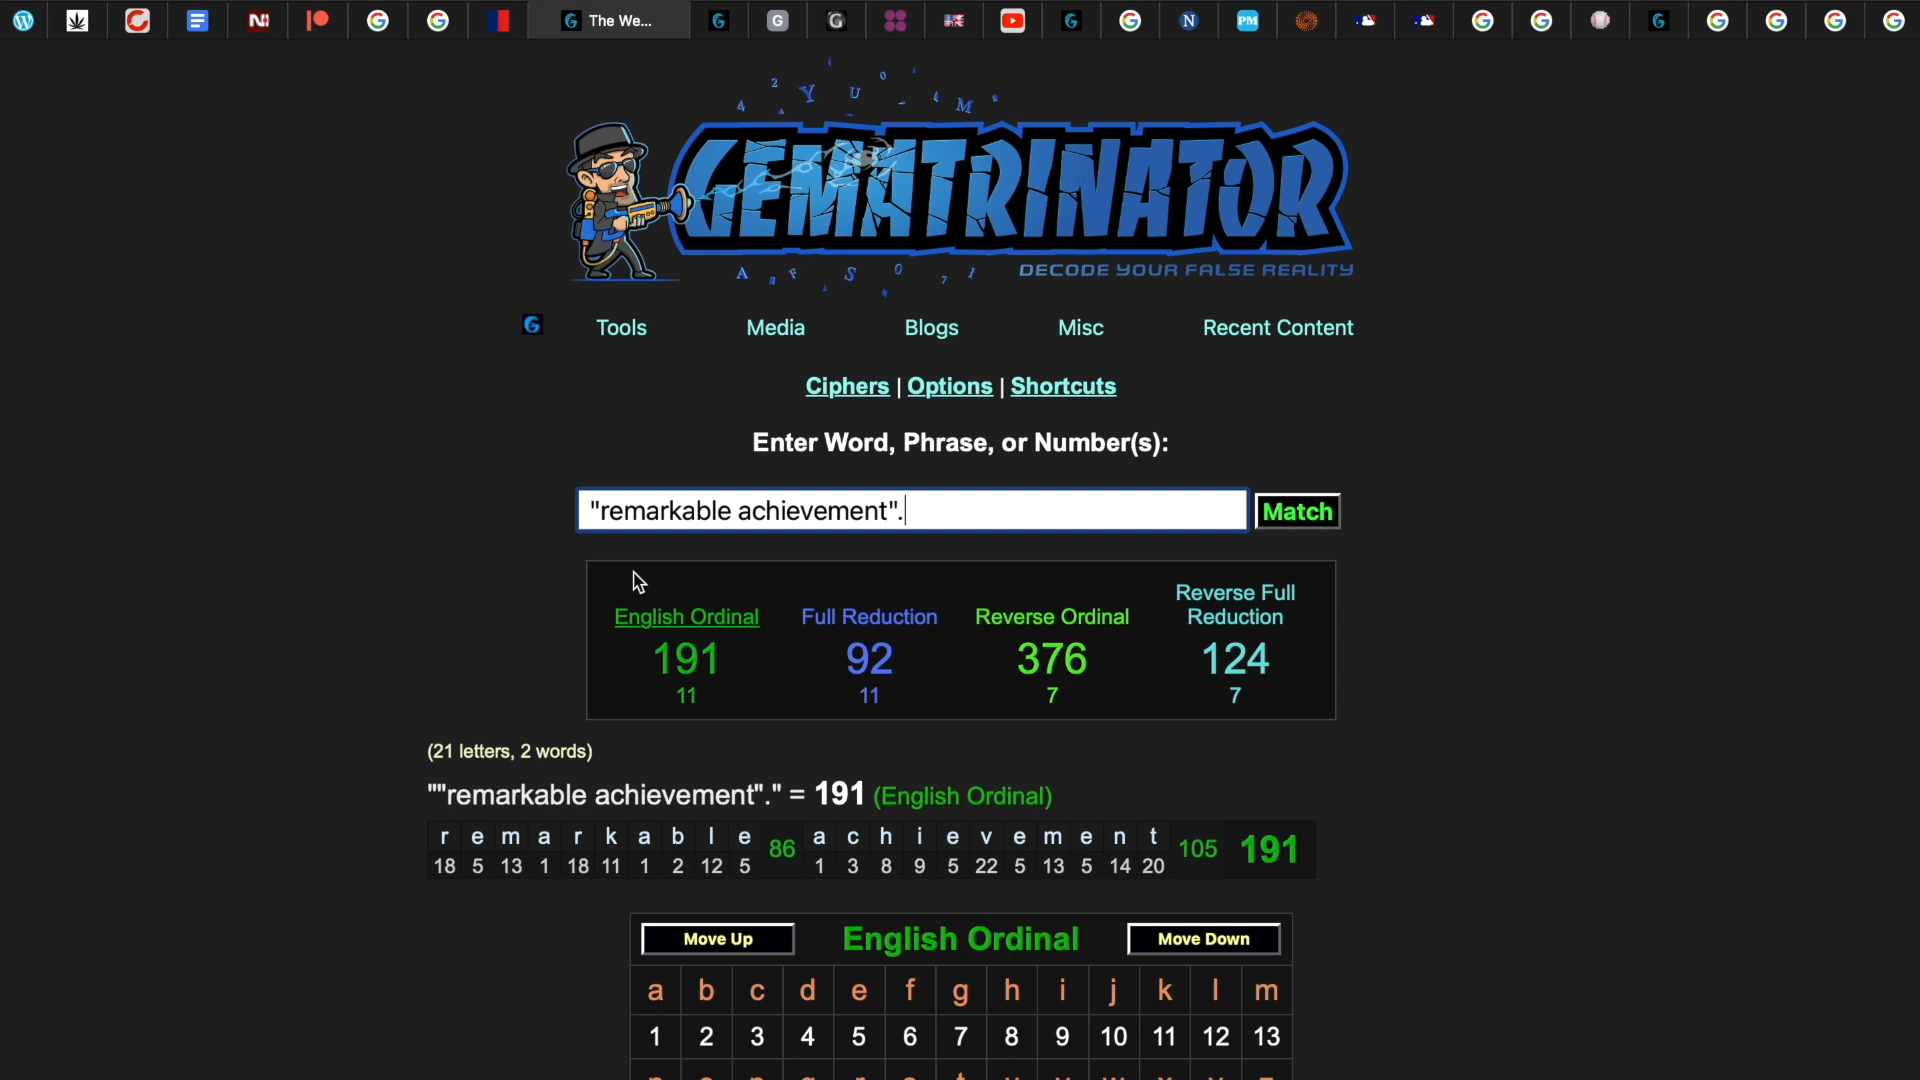 The We...
GEMATRINATOR
DECODE YOUR FALSE REALITY
Tools Media Blogs Misc Recent Content
Ciphers | Options | Shortcuts
Enter Word, Phrase, or Number(s):
"remarkable achievement".
Match
English Ordinal Full Reduction Reverse Ordinal Reverse Full Reduction
191 92 376 124
11 11 7 7
(21 letters, 2 words)
""remarkable achievement"." = 191 (English Ordinal)
r e m a r k a b l e 86 a c h i e v e m e n t 105 191
18 5 13 1 18 11 1 2 12 5 1 3 8 9 5 22 5 13 5 14 20
Move Up English Ordinal Move Down
a b c d e f g h i j k l m
1 2 3 4 5 6 7 8 9 10 11 12 13